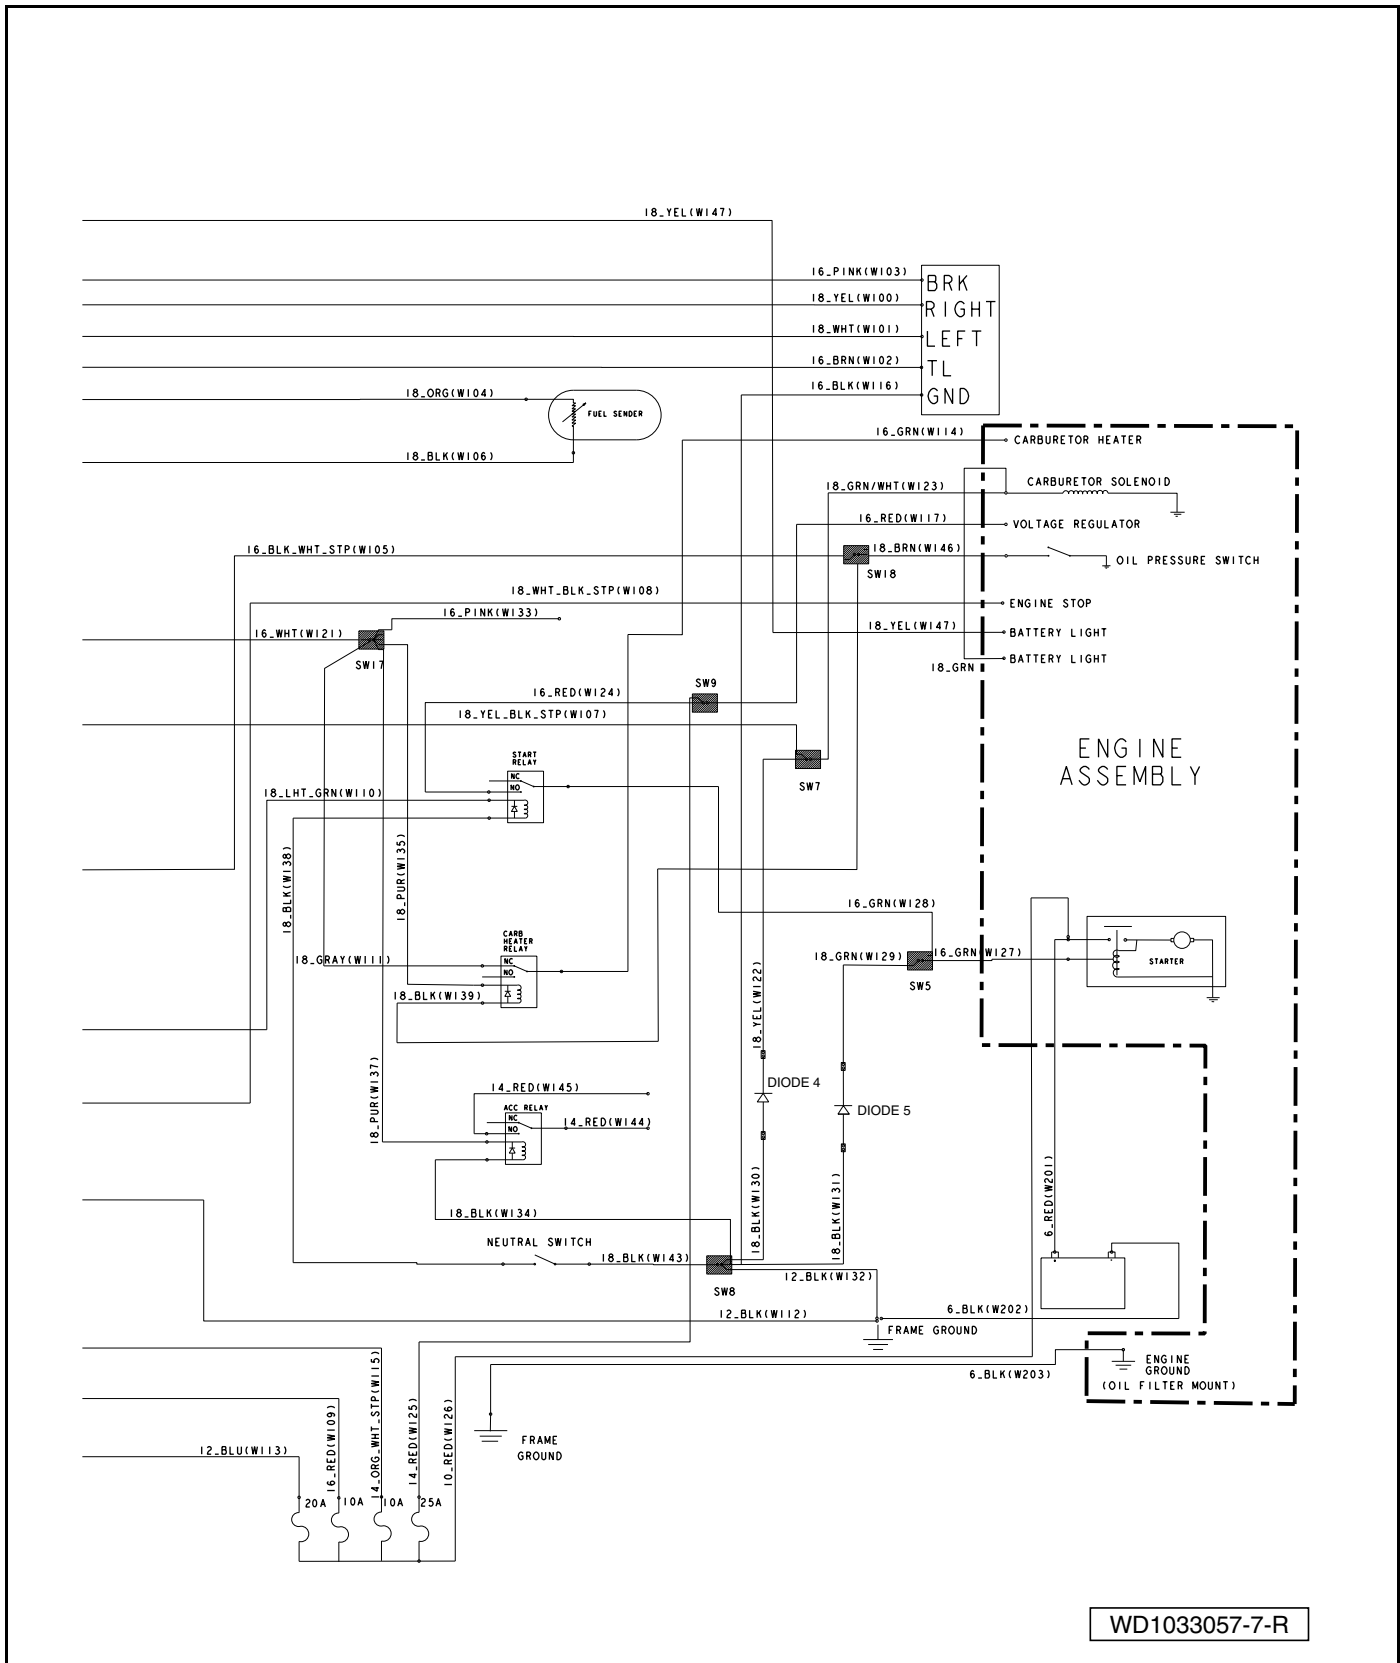 18_YEL(W147)
16_PINK(W103)
BRK
18_YEL(W100)
RIGHT
18_WHT(W101)
LEFT
16_BRN(W102)
TL
16_BLK(W116)
GND
18_ORG(W104)
FUEL SENDER
18_BLK(W106)
16_GRN(W114)
CARBURETOR HEATER
18_GRN/WHT(W123)
CARBURETOR SOLENOID
16_RED(W117)
VOLTAGE REGULATOR
16_BLK_WHT_STP(W105)
18_BRN(W146)
OIL PRESSURE SWITCH
SW18
18_WHT_BLK_STP(W108)
ENGINE STOP
16_PINK(W133)
16_WHT(W121)
18_YEL(W147)
BATTERY LIGHT
SW17
18_GRN
BATTERY LIGHT
SW9
16_RED(W124)
18_YEL_BLK_STP(W107)
ENGINE
ASSEMBLY
START
RELAY
NC
NO
SW7
18_LHT_GRN(W110)
18_BLK(W138)
18_PUR(W135)
16_GRN(W128)
CARB
HEATER
RELAY
NC
NO
18_GRAY(W111)
18_GRN(W129)
16_GRN(W127)
STARTER
SW5
18_BLK(W139)
18_YEL(W122)
18_PUR(W137)
14_RED(W145)
DIODE 4
ACC RELAY
NC
NO
14_RED(W144)
DIODE 5
18_BLK(W130)
18_BLK(W131)
6_RED(W201)
18_BLK(W134)
NEUTRAL SWITCH
18_BLK(W143)
SW8
12_BLK(W132)
12_BLK(W112)
6_BLK(W202)
FRAME GROUND
6_BLK(W203)
ENGINE
GROUND
(OIL FILTER MOUNT)
16_RED(W109)
14_ORG_WHT_STP(W115)
14_RED(W125)
10_RED(W126)
FRAME
GROUND
12_BLU(W113)
20A
10A
10A
25A
WD1033057-7-R